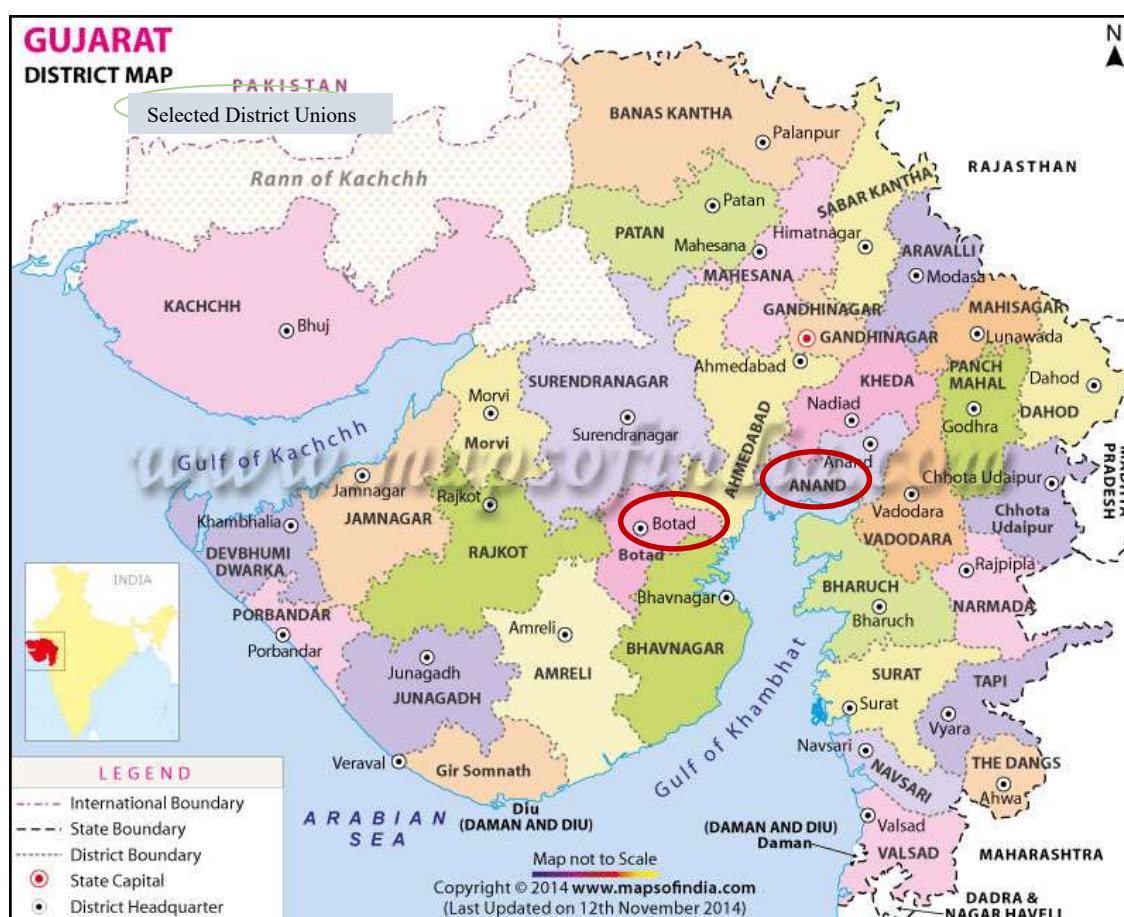 GUJARAT
DISTRICT MAP
N
PAKISTAN
Selected District Unions
BANAS KANTHA
Palanpur
RAJASTHAN
Rann of Kachchh
SABAR KANTHA
Patan
PATAN
Mahesana
Himatnagar
ARAVALLI
MAHESANA
Modasa
KACHCHH
GANDHINAGAR
MAHISAGAR
Bhuj
GANDHINAGAR
Lunawada
Ahmedabad
PANCH
MAHAL
SURENDRANAGAR
KHEDA
Dahod
Morvi
Nadiad
DAHOD
AHMEDABAD
Godhra
Surendranagar
Morvi
Anand
www.mapsofindia.com
Gulf of Kachchh
MADHYA
PRADESH
Jamnagar
ANAND
Chhota Udaipur
Rajkot
Vadodara
Chhota
Udaipur
Khambhalia
JAMNAGAR
Botad
VADODARA
DEVBHUMI
DWARKA
RAJKOT
Botad
Rajpipla
INDIA
BHARUCH
Bhavnagar
NARMADA
PORBANDAR
Bharuch
Amreli
Porbandar
BHAVNAGAR
Junagadh
AMRELI
SURAT
TAPI
JUNAGADH
Gulf of Khambhat
Surat
Vyara
Navsari
Veraval
Gir Somnath
NAVSARI
THE DANGS
Ahwa
LEGEND
International Boundary
State Boundary
District Boundary
State Capital
District Headquarter
ARABIAN
SEA
Diu
(DAMAN AND DIU)
(DAMAN AND DIU)
Daman
Valsad
VALSAD
MAHARASHTRA
Map not to Scale
Copyright © 2014 www.mapsofindia.com
(Last Updated on 12th November 2014)
DADRA &
NAGAR HAVELI